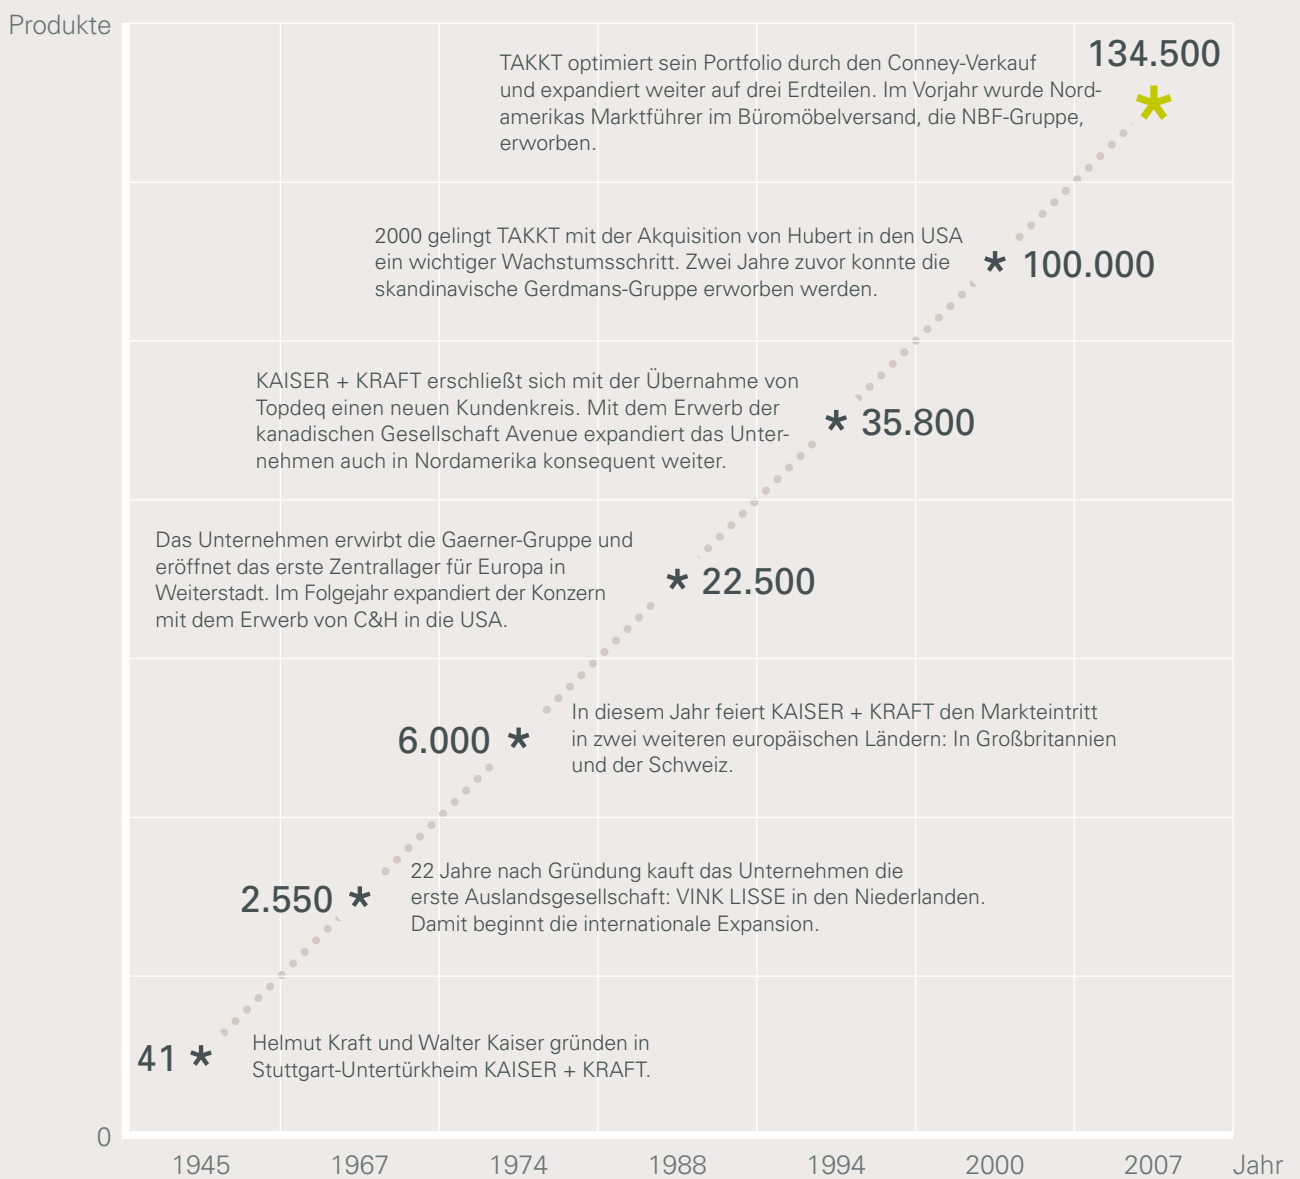 Produkte
134.500
TAKKT optimiert sein Portfolio durch den Conney-Verkauf
und expandiert weiter auf drei Erdteilen. Im Vorjahr wurde Nord-
amerikas Marktführer im Büromöbelversand, die NBF-Gruppe,
erworben.
*
2000 gelingt TAKKT mit der Akquisition von Hubert in den USA
ein wichtiger Wachstumsschritt. Zwei Jahre zuvor konnte die
skandinavische Gerdmans-Gruppe erworben werden.
* 100.000
KAISER + KRAFT erschließt sich mit der Übernahme von
Topdeq einen neuen Kundenkreis. Mit dem Erwerb der
kanadischen Gesellschaft Avenue expandiert das Unter-
nehmen auch in Nordamerika konsequent weiter.
* 35.800
Das Unternehmen erwirbt die Gaerner-Gruppe und
eröffnet das erste Zentrallager für Europa in
Weiterstadt. Im Folgejahr expandiert der Konzern
mit dem Erwerb von C&H in die USA.
* 22.500
6.000 *
In diesem Jahr feiert KAISER + KRAFT den Markteintritt
in zwei weiteren europäischen Ländern: In Großbritannien
und der Schweiz.
2.550 *
22 Jahre nach Gründung kauft das Unternehmen die
erste Auslandsgesellschaft: VINK LISSE in den Niederlanden.
Damit beginnt die internationale Expansion.
41 *
Helmut Kraft und Walter Kaiser gründen in
Stuttgart-Untertürkheim KAISER + KRAFT.
0
1945 1967 1974 1988 1994 2000 2007 Jahr